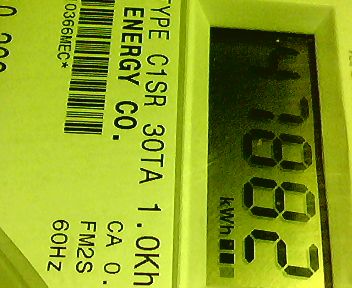 47882
kWh
TYPE C1SR 30TA 1.0Kh
ENERGY CO.
CA 0.
FM2S
60Hz
0366MEC*